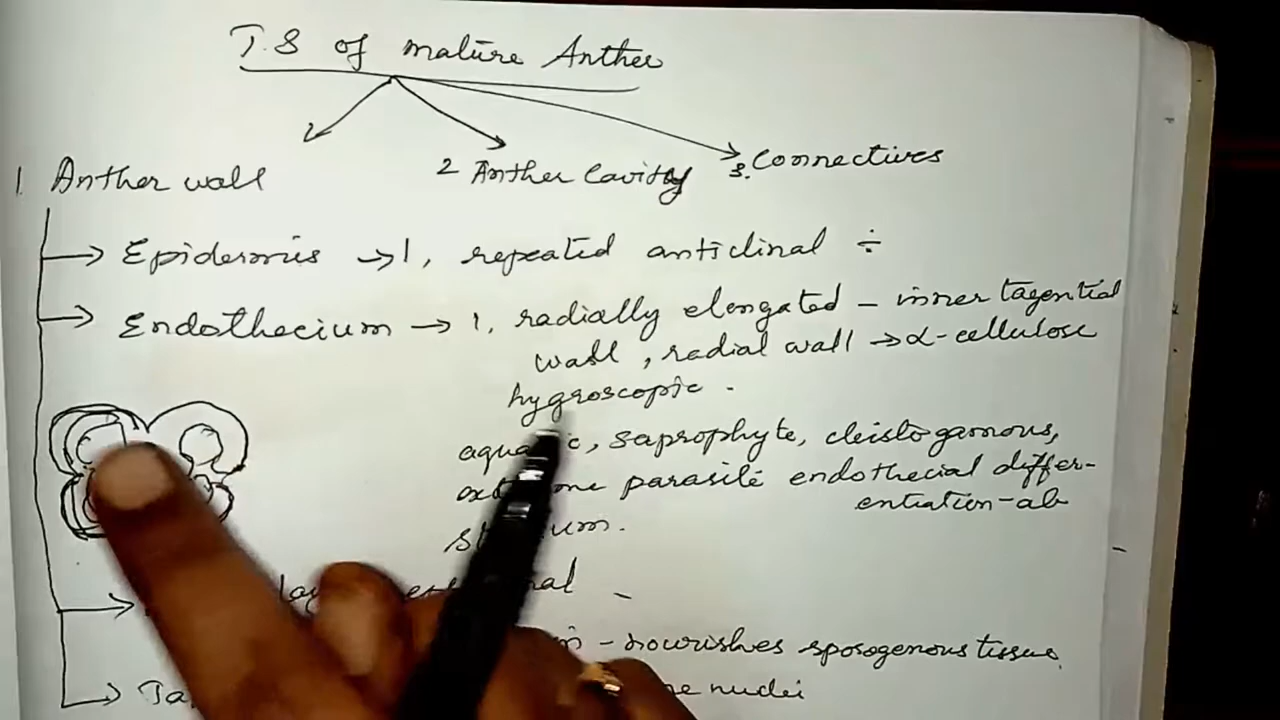 T.S of mature Anther
1. Anther wall
2 Anther Cavity
3. Connectives
Epidermis → 1, repeated anticlinal ÷
Endothecium → 1, radially elongated – inner tagential
wall, radial wall → α-cellulose
hygroscopic -
saprophyte, cleistogamous,
parasite endothecial differ-
entiation-ab
– nourishes sporogenous tissue
nuclei